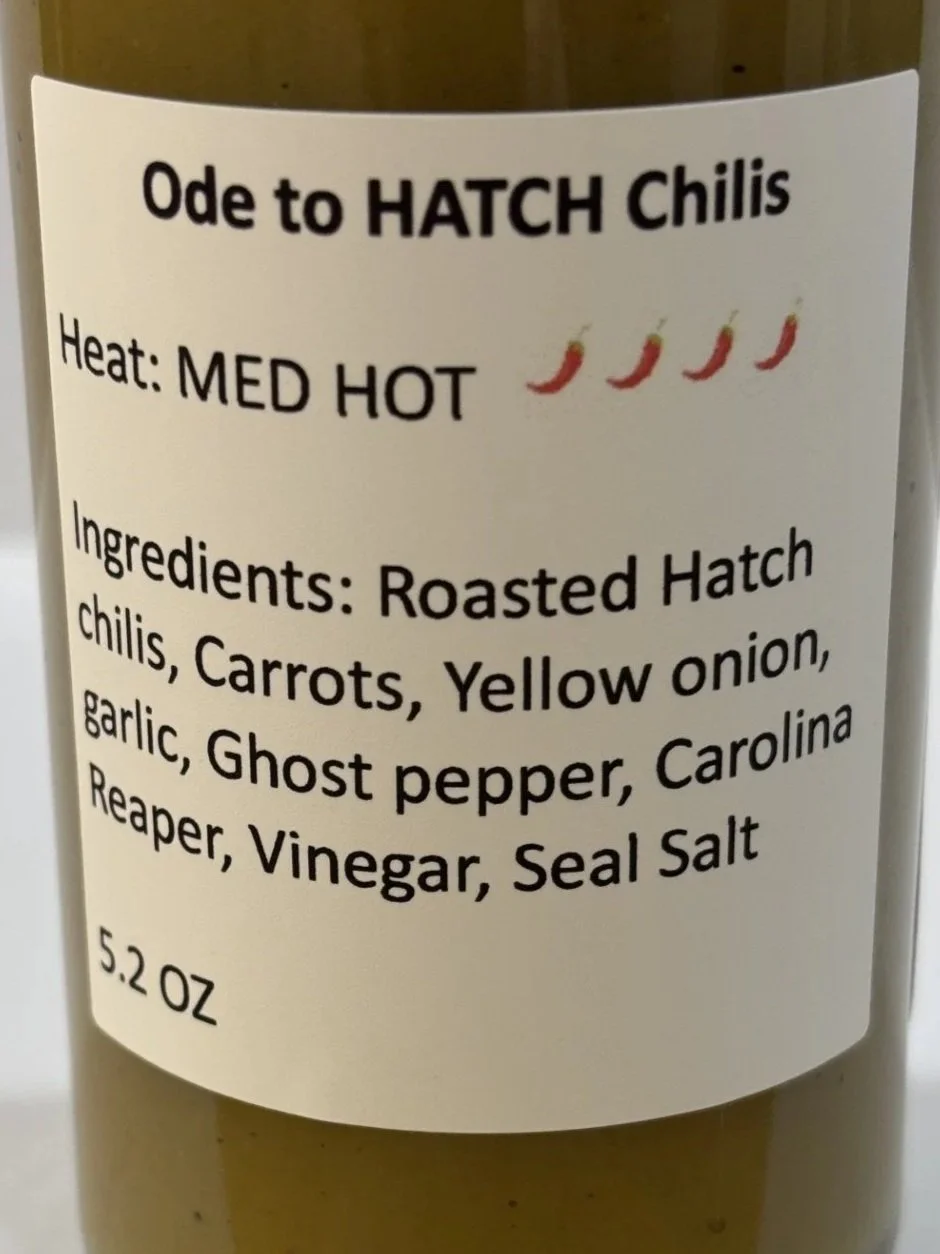 Ode to HATCH Chilis
Heat: MED HOT
Ingredients: Roasted Hatch
chilis, Carrots, Yellow onion,
garlic, Ghost pepper, Carolina
Reaper, Vinegar, Seal Salt
5.2 OZ